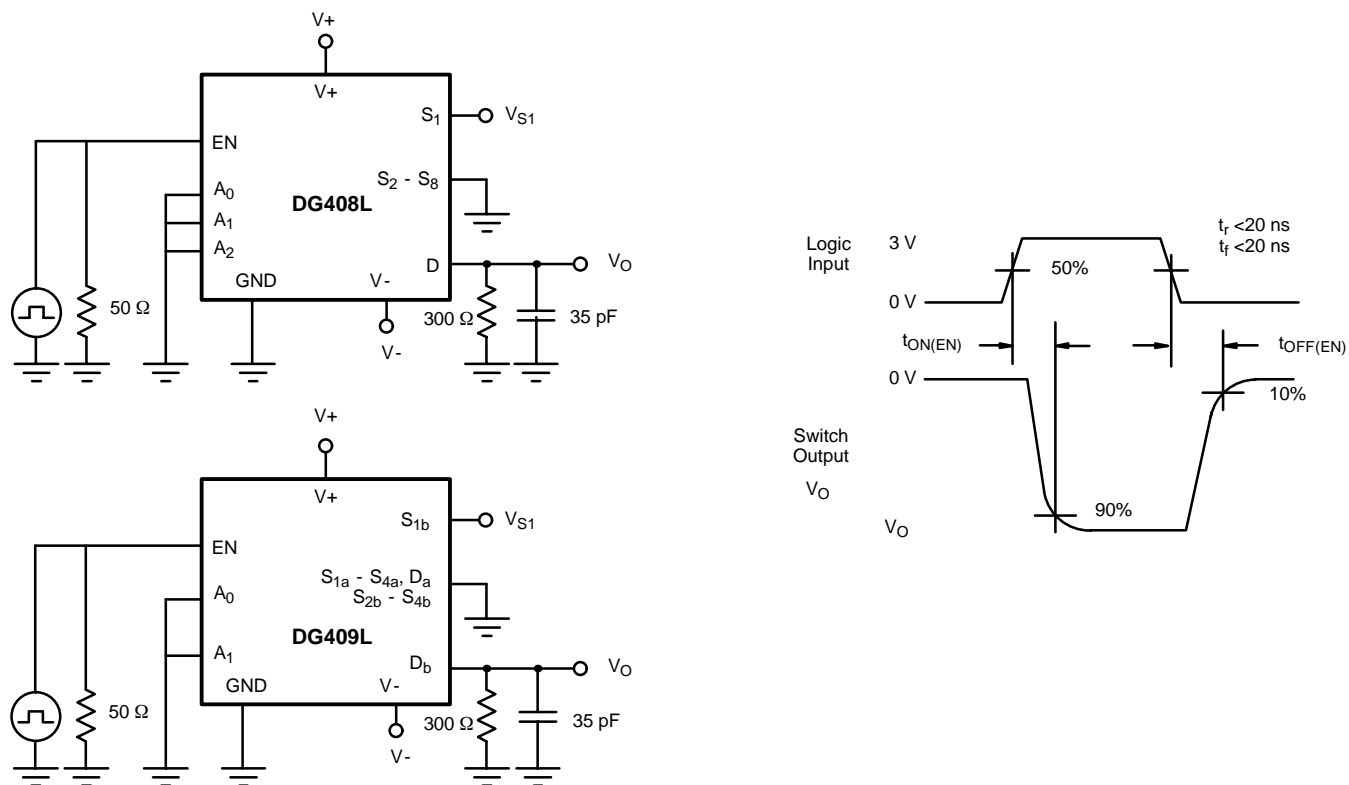 V+
V+
S1
VS1
EN
S2 - S8
A0
DG408L
A1
A2
D
VO
GND
V-
50 Ω
300 Ω
35 pF
V-
V+
V+
S1b
VS1
EN
S1a - S4a, Da
S2b - S4b
A0
DG409L
A1
Db
VO
GND
V-
50 Ω
300 Ω
35 pF
V-
Logic
Input
3 V
tr <20 ns
tf <20 ns
50%
0 V
tON(EN)
tOFF(EN)
0 V
10%
Switch
Output
VO
90%
VO